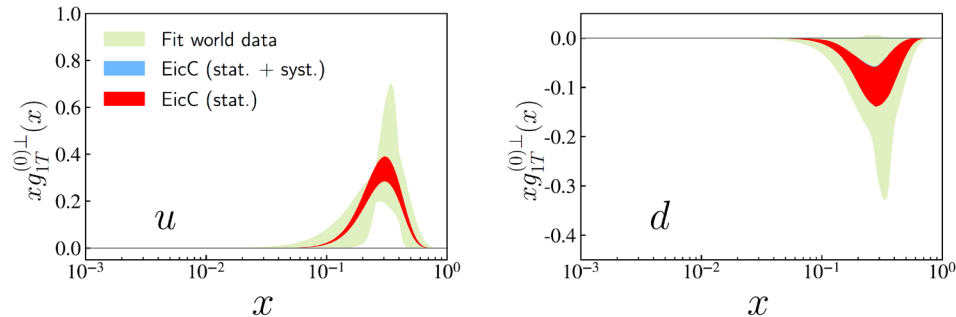 1.0
0.8
0.6
0.4
0.2
0.0
xg_{1T}^{(0)⊥}(x)
Fit world data
EicC (stat. + syst.)
EicC (stat.)
u
10^{-3} 10^{-2} 10^{-1} 10^{0}
x
0.0
-0.1
-0.2
-0.3
-0.4
xg_{1T}^{(0)⊥}(x)
d
10^{-3} 10^{-2} 10^{-1} 10^{0}
x